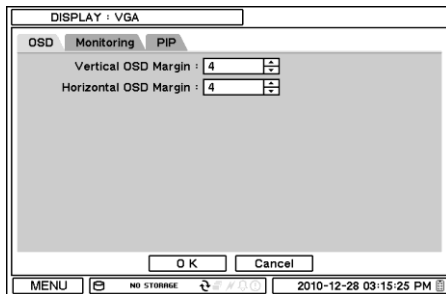 DISPLAY : VGA
OSD Monitoring PIP
Vertical OSD Margin : 4
Horizontal OSD Margin : 4
OK Cancel
MENU NO STORAGE 2010-12-28 03:15:25 PM